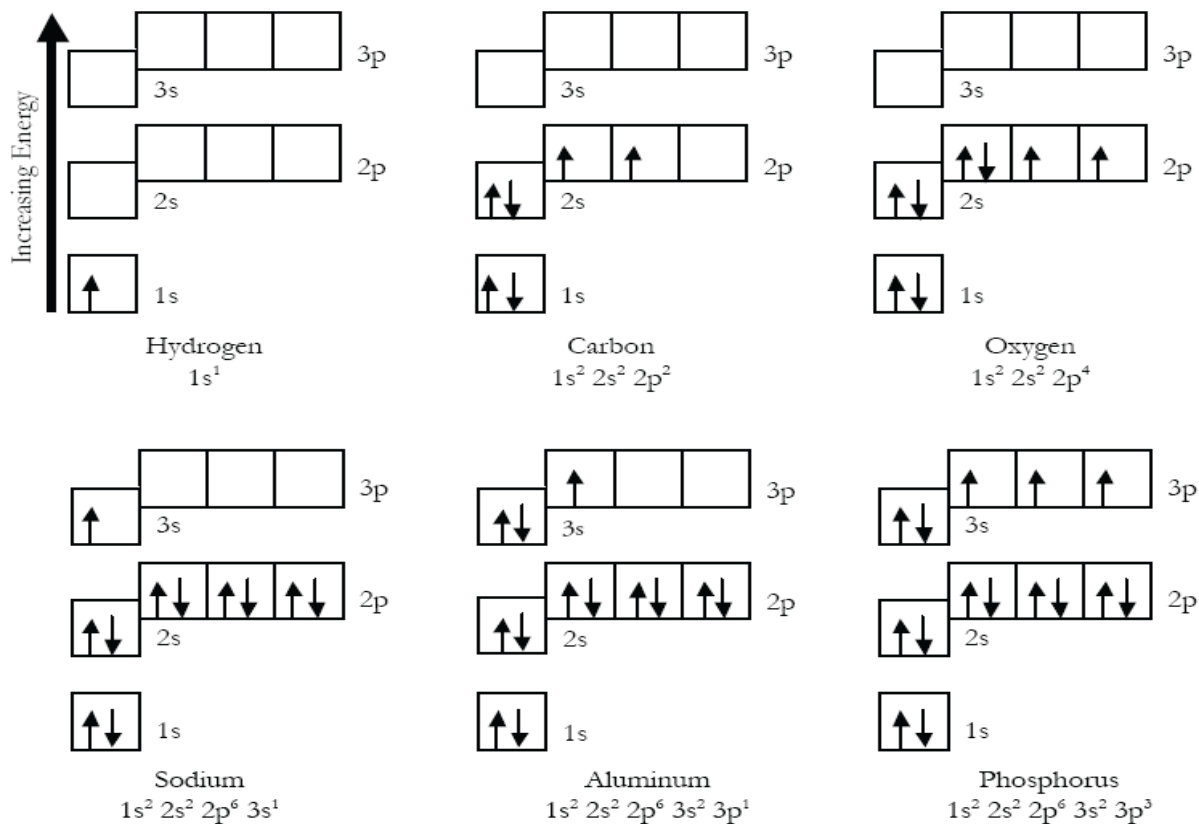 Increasing Energy
3p
3s
2p
2s
1s
Hydrogen
1s¹
3p
3s
2p
2s
1s
Carbon
1s² 2s² 2p²
3p
3s
2p
2s
1s
Oxygen
1s² 2s² 2p⁴
3p
3s
2p
2s
1s
Sodium
1s² 2s² 2p⁶ 3s¹
3p
3s
2p
2s
1s
Aluminum
1s² 2s² 2p⁶ 3s² 3p¹
3p
3s
2p
2s
1s
Phosphorus
1s² 2s² 2p⁶ 3s² 3p³